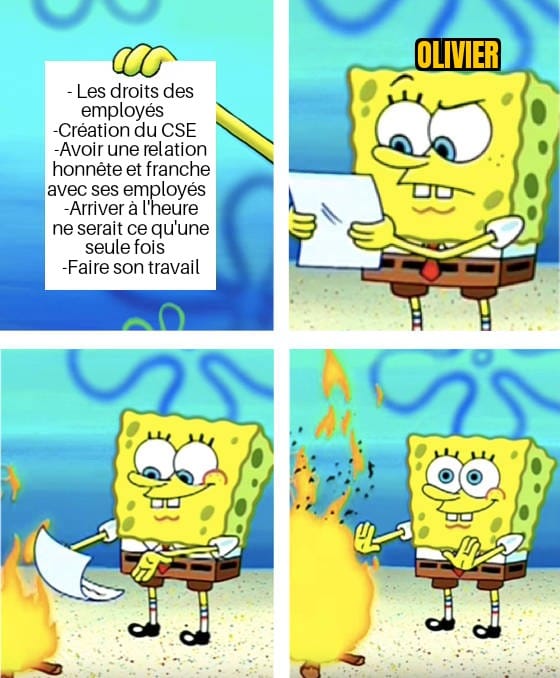 - Les droits des
employés
-Création du CSE
-Avoir une relation
honnête et franche
avec ses employés
-Arriver à l'heure
ne serait ce qu'une
seule fois
-Faire son travail
OLIVIER